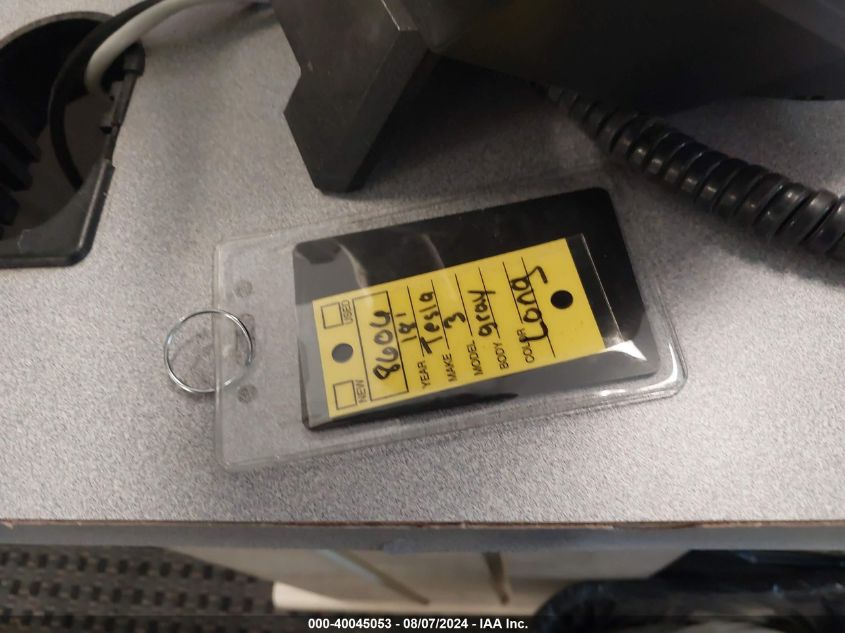 NEW USED
8606
YEAR 18'
MAKE Tesla
MODEL 3
BODY gray
COLOR Long
000-40045053 - 08/07/2024 - IAA Inc.